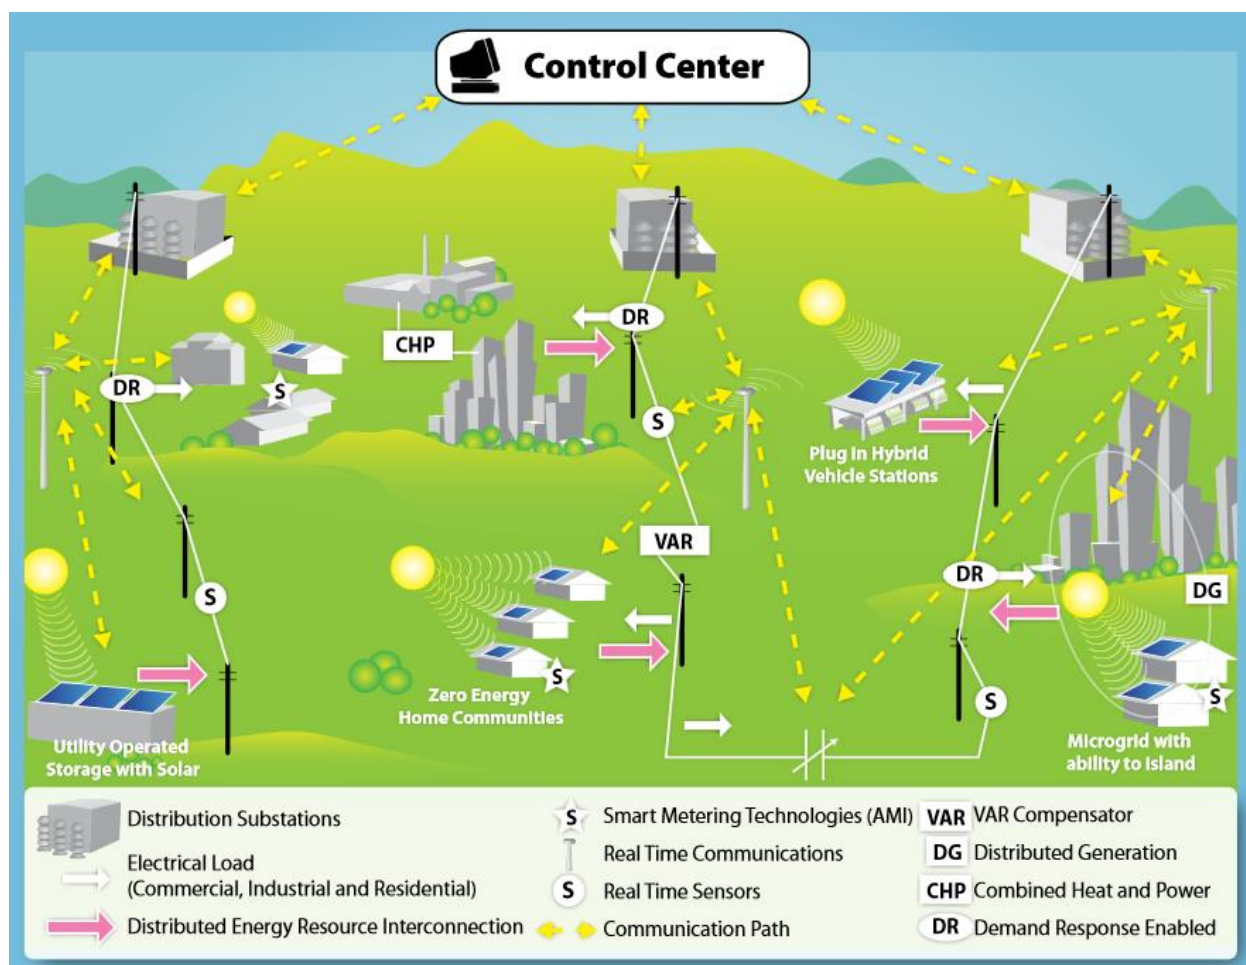 Control Center
DR
CHP
DR
S
S
Plug in Hybrid
Vehicle Stations
VAR
S
DR
DG
Zero Energy
Home Communities
S
S
S
Utility Operated
Storage with Solar
Microgrid with
ability to Island
Distribution Substations
Electrical Load
(Commercial, Industrial and Residential)
Distributed Energy Resource Interconnection
S Smart Metering Technologies (AMI)
Real Time Communications
S Real Time Sensors
Communication Path
VAR VAR Compensator
DG Distributed Generation
CHP Combined Heat and Power
DR Demand Response Enabled